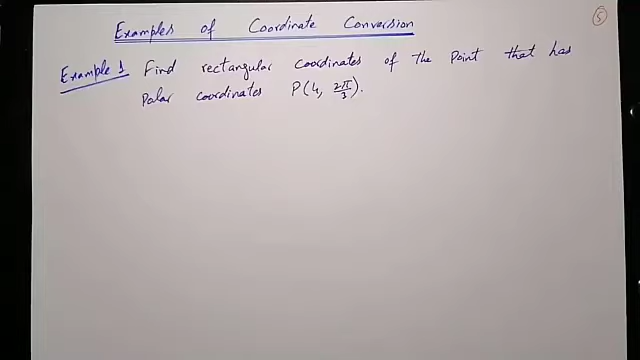 Examples of Coordinate Conversion
5
Example 1 Find rectangular coordinates of the point that has
Polar coordinates P(4, 2π/3).